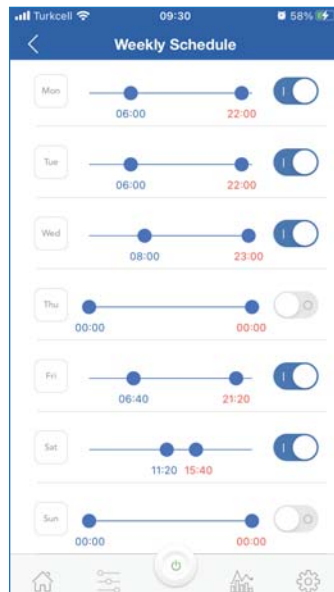 Turkcell 09:30 58%
Weekly Schedule
Mon
06:00 22:00
Tue
06:00 22:00
Wed
08:00 23:00
Thu
00:00 00:00
Fri
06:40 21:20
Sat
11:20 15:40
Sun
00:00 00:00